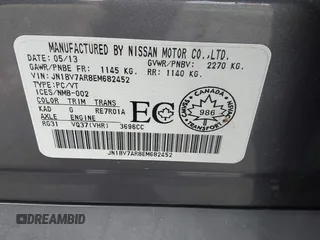 MANUFACTURED BY NISSAN MOTOR CO.,LTD.
DATE: 05/13 GVWR/PNBV: 2270 KG
GAWR/PNBE FR: 1145 KG. RR: 1140 KG.
VIN: JN1BV7AR8EM682452
TYPE: PC/VT
ICES/NMB-002
COLOR TRIM TRANS
KAD G RE7R01A
AXLE ENGINE
RG31 VQ37(VHR) 3696CC
EC
CANADA
986
TRANSPORT
JN1BV7AR8EM682452
DREAMBID